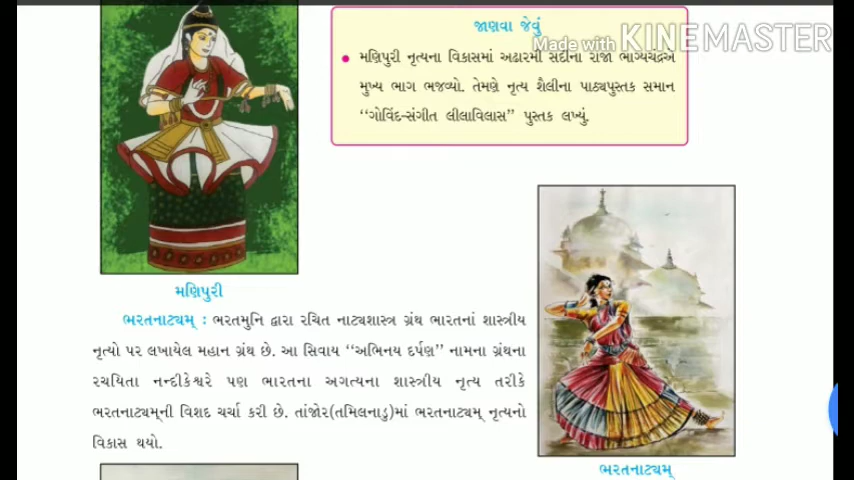 જાણવા જેવું
Made with KINEMASTER
મણિપુરી નૃત્યના વિકાસમાં અઢારમી સદીના રાજા ભાગ્યચંદ્રએ
મુખ્ય ભાગ ભજવ્યો. તેમણે નૃત્ય શૈલીના પાઠ્યપુસ્તક સમાન
‘‘ગોવિંદ-સંગીત લીલાવિલાસ’’ પુસ્તક લખ્યું.
મણિપુરી
ભરતનાટ્યમ્ : ભરતમુનિ દ્વારા રચિત નાટ્યશાસ્ત્ર ગ્રંથ ભારતનાં શાસ્ત્રીય
નૃત્યો પર લખાયેલ મહાન ગ્રંથ છે. આ સિવાય ‘‘અભિનય દર્પણ’’ નામના ગ્રંથના
રચયિતા નન્દીકેશ્વરે પણ ભારતના અગત્યના શાસ્ત્રીય નૃત્ય તરીકે
ભરતનાટ્યમ્‌ની વિશદ ચર્ચા કરી છે. તાંજોર(તમિલનાડુ)માં ભરતનાટ્યમ્ નૃત્યનો
વિકાસ થયો.
ભરતનાટ્યમ્